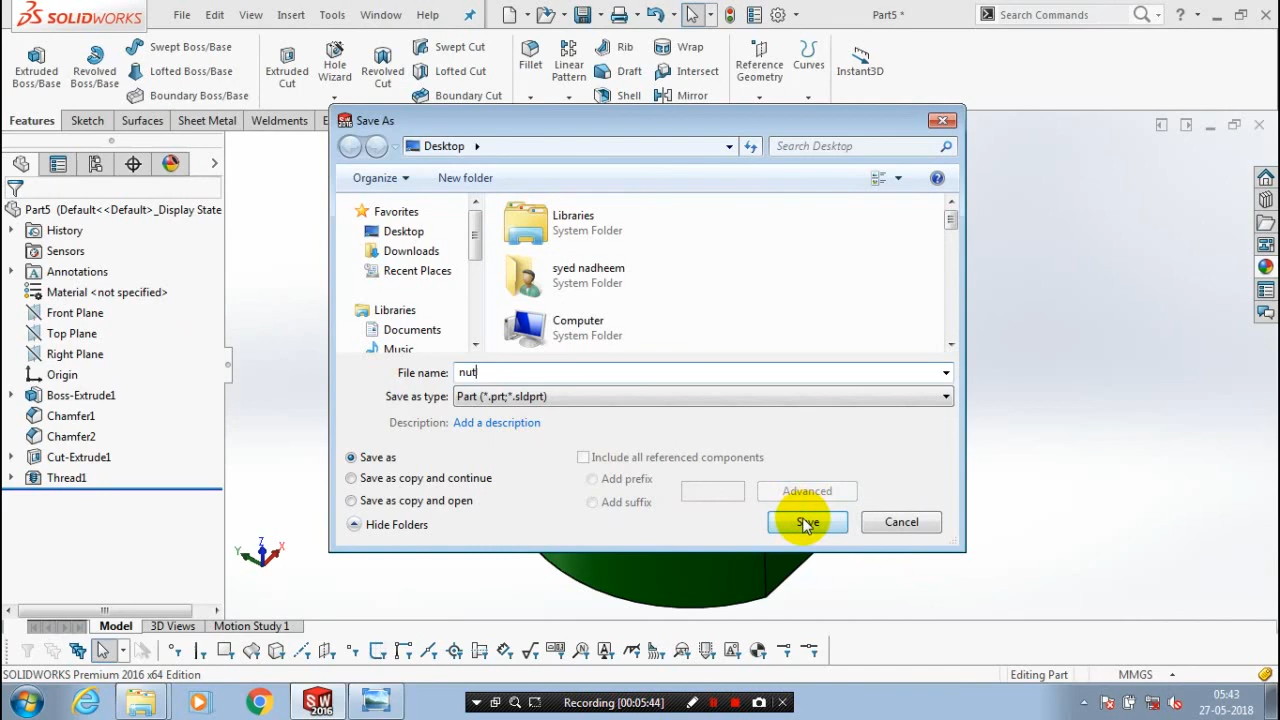 SOLIDWORKS File Edit View Insert Tools Window Help Part5 * Search Commands ?
Extruded Boss/Base
Revolved Boss/Base
Swept Boss/Base
Lofted Boss/Base
Boundary Boss/Base
Extruded Cut
Hole Wizard
Revolved Cut
Swept Cut
Lofted Cut
Boundary Cut
Fillet
Linear Pattern
Rib
Draft
Shell
Wrap
Intersect
Mirror
Reference Geometry
Curves
Instant3D
Features Sketch Surfaces Sheet Metal Weldments E
Part5 (Default<<Default>_Display State
History
Sensors
Annotations
Material <not specified>
Front Plane
Top Plane
Right Plane
Origin
Boss-Extrude1
Chamfer1
Chamfer2
Cut-Extrude1
Thread1
Save As
Desktop
Search Desktop
Organize New folder
Favorites
Desktop
Downloads
Recent Places
Libraries
Documents
Music
Libraries
System Folder
syed nadheem
System Folder
Computer
System Folder
File name: nut
Save as type: Part (*.prt;*.sldprt)
Description: Add a description
Save as
Save as copy and continue
Save as copy and open
Include all referenced components
Add prefix
Add suffix
Advanced
Hide Folders
Save Cancel
Z
Y X
Model 3D Views Motion Study 1
SOLIDWORKS Premium 2016 x64 Edition Editing Part MMGS
SW 2016
Recording [00:05:44]
05:43
27-05-2018